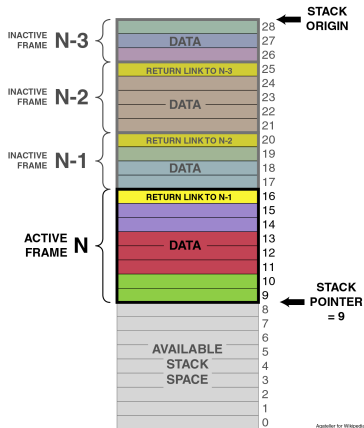 STACK
ORIGIN
INACTIVE
FRAME N-3
DATA
28
27
26
INACTIVE
FRAME N-2
RETURN LINK TO N-3
DATA
25
24
23
22
21
INACTIVE
FRAME N-1
RETURN LINK TO N-2
DATA
20
19
18
17
ACTIVE
FRAME N
RETURN LINK TO N-1
DATA
16
15
14
13
12
11
10
9
STACK
POINTER
= 9
AVAILABLE
STACK
SPACE
8
7
6
5
4
3
2
1
0